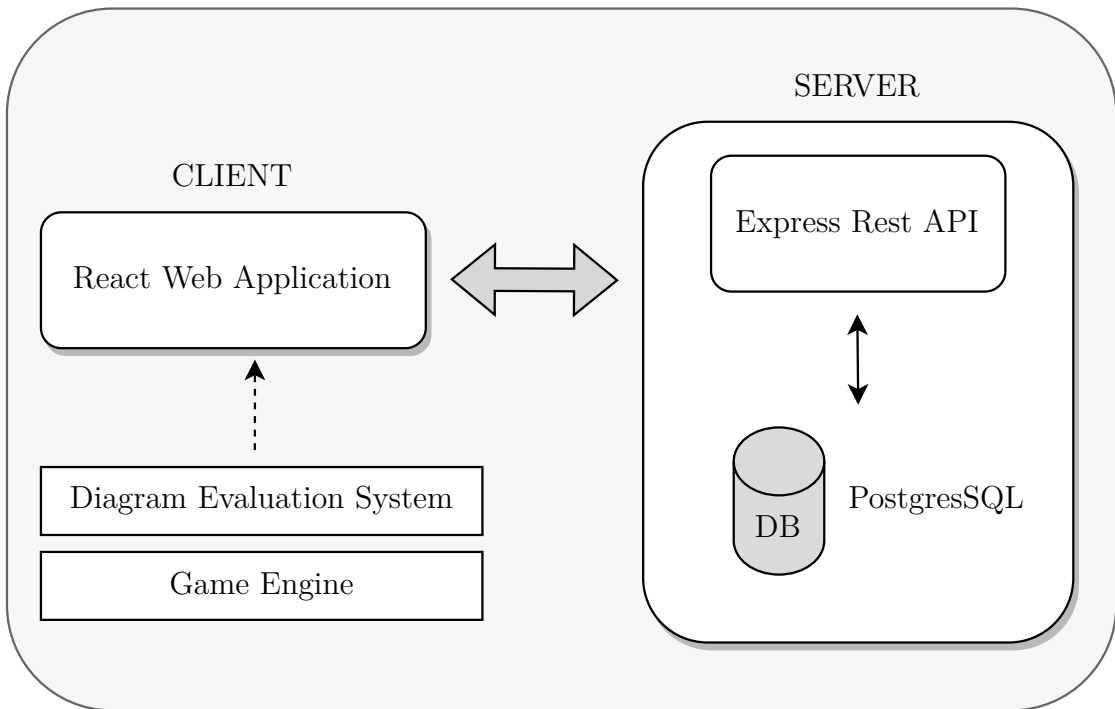 SERVER
CLIENT
Express Rest API
React Web Application
Diagram Evaluation System
Game Engine
DB
PostgresSQL